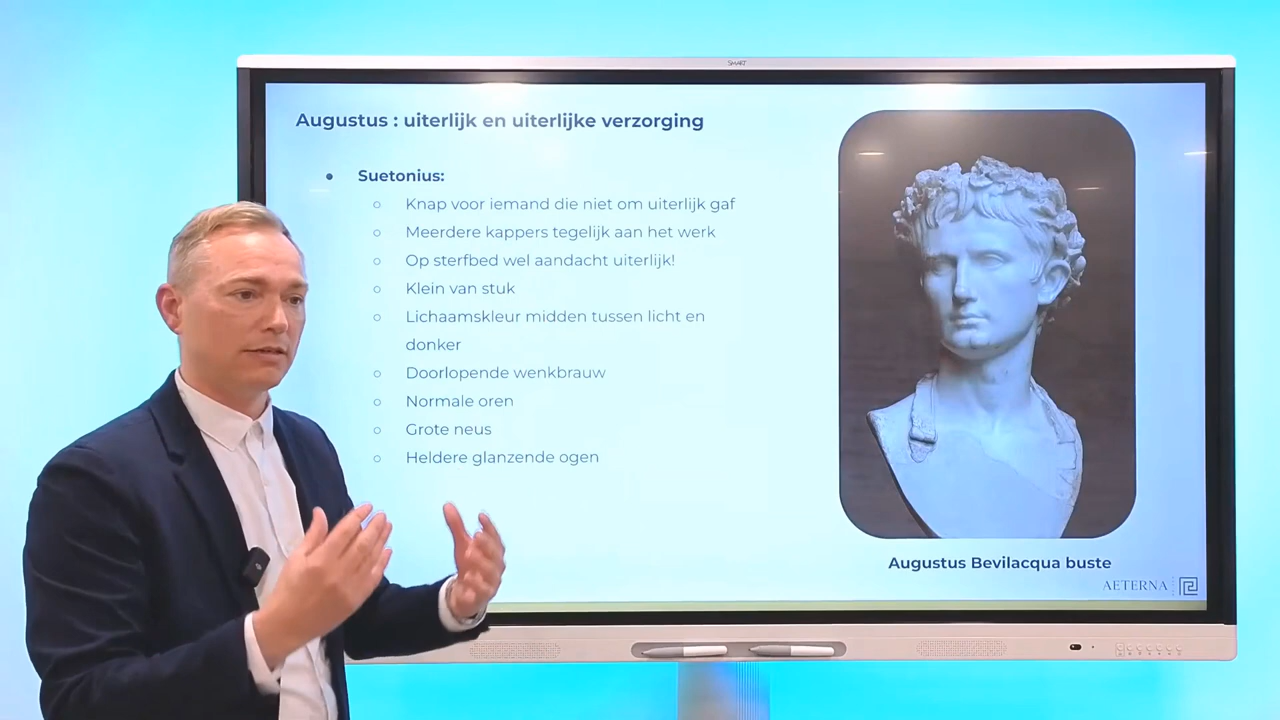 SMART
Augustus : uiterlijk en uiterlijke verzorging
Suetonius:
Knap voor iemand die niet om uiterlijk gaf
Meerdere kappers tegelijk aan het werk
Op sterfbed wel aandacht uiterlijk!
Klein van stuk
Lichaamskleur midden tussen licht en
donker
Doorlopende wenkbrauw
Normale oren
Grote neus
Heldere glanzende ogen
Augustus Bevilacqua buste
AETERNA